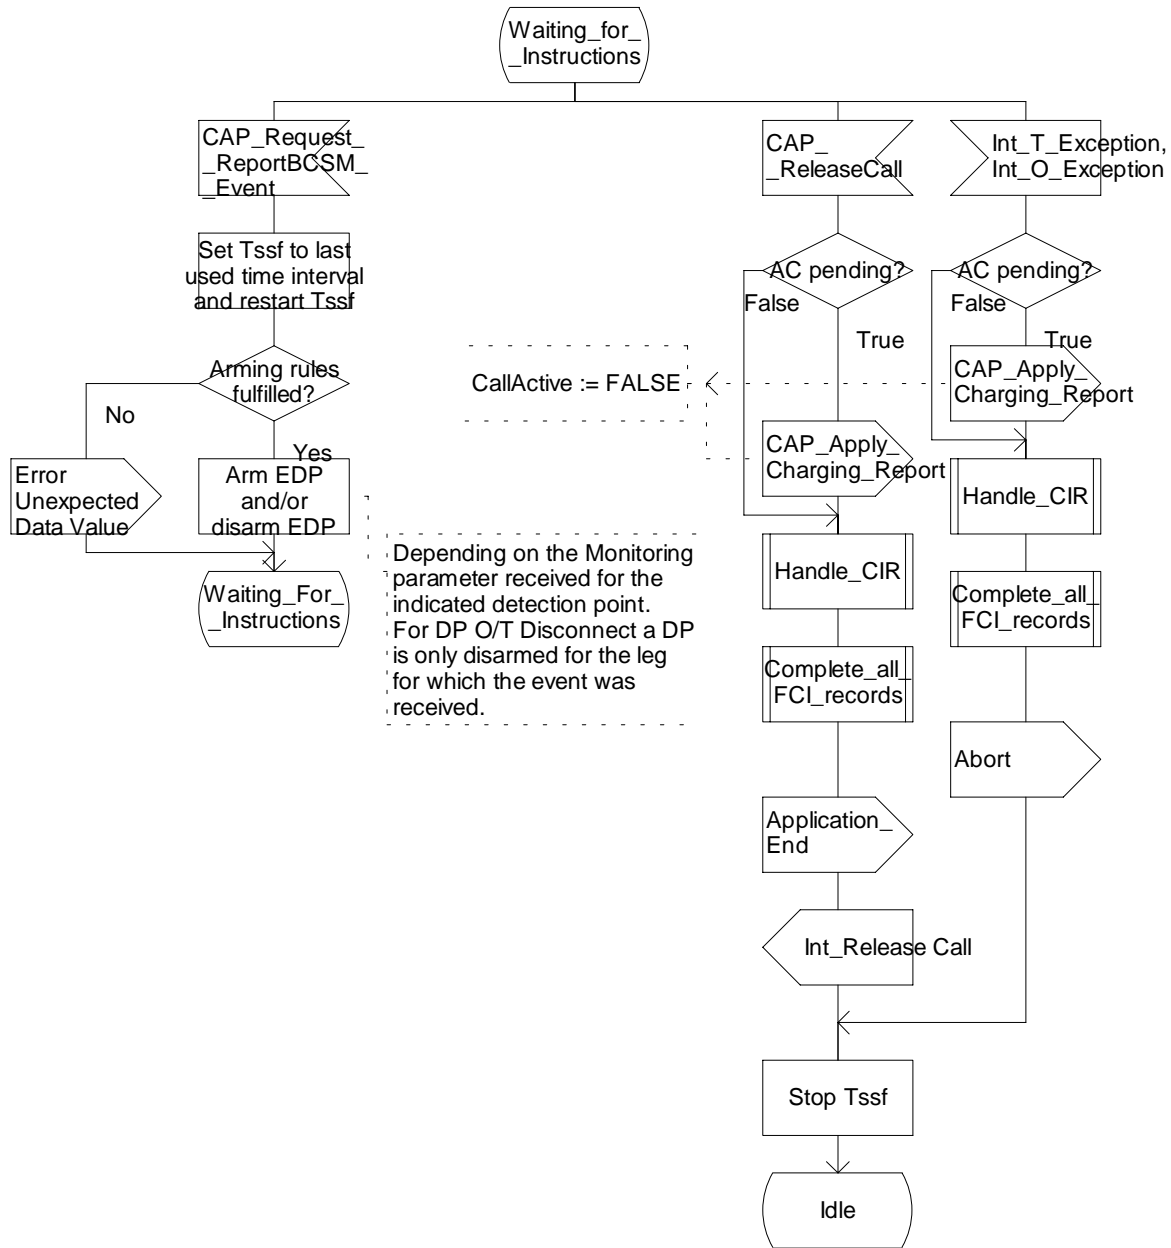 Waiting_for_
_Instructions
CAP_Request_
_ReportBCSM_
_Event
CAP_
_ReleaseCall
Int_T_Exception,
Int_O_Exception
Set Tssf to last
used time interval
and restart Tssf
AC pending?
AC pending?
False
False
True
True
Arming rules
fulfilled?
No
Yes
CallActive := FALSE
CAP_Apply_
Charging_Report
CAP_Apply_
Charging_Report
Error
Unexpected
Data Value
Arm EDP
and/or
disarm EDP
Handle_CIR
Depending on the Monitoring
parameter received for the
indicated detection point.
For DP O/T Disconnect a DP
is only disarmed for the leg
for which the event was
received.
Handle_CIR
Waiting_For_
_Instructions
Complete_all_
FCI_records
Complete_all_
FCI_records
Abort
Application_
End
Int_Release Call
Stop Tssf
Idle